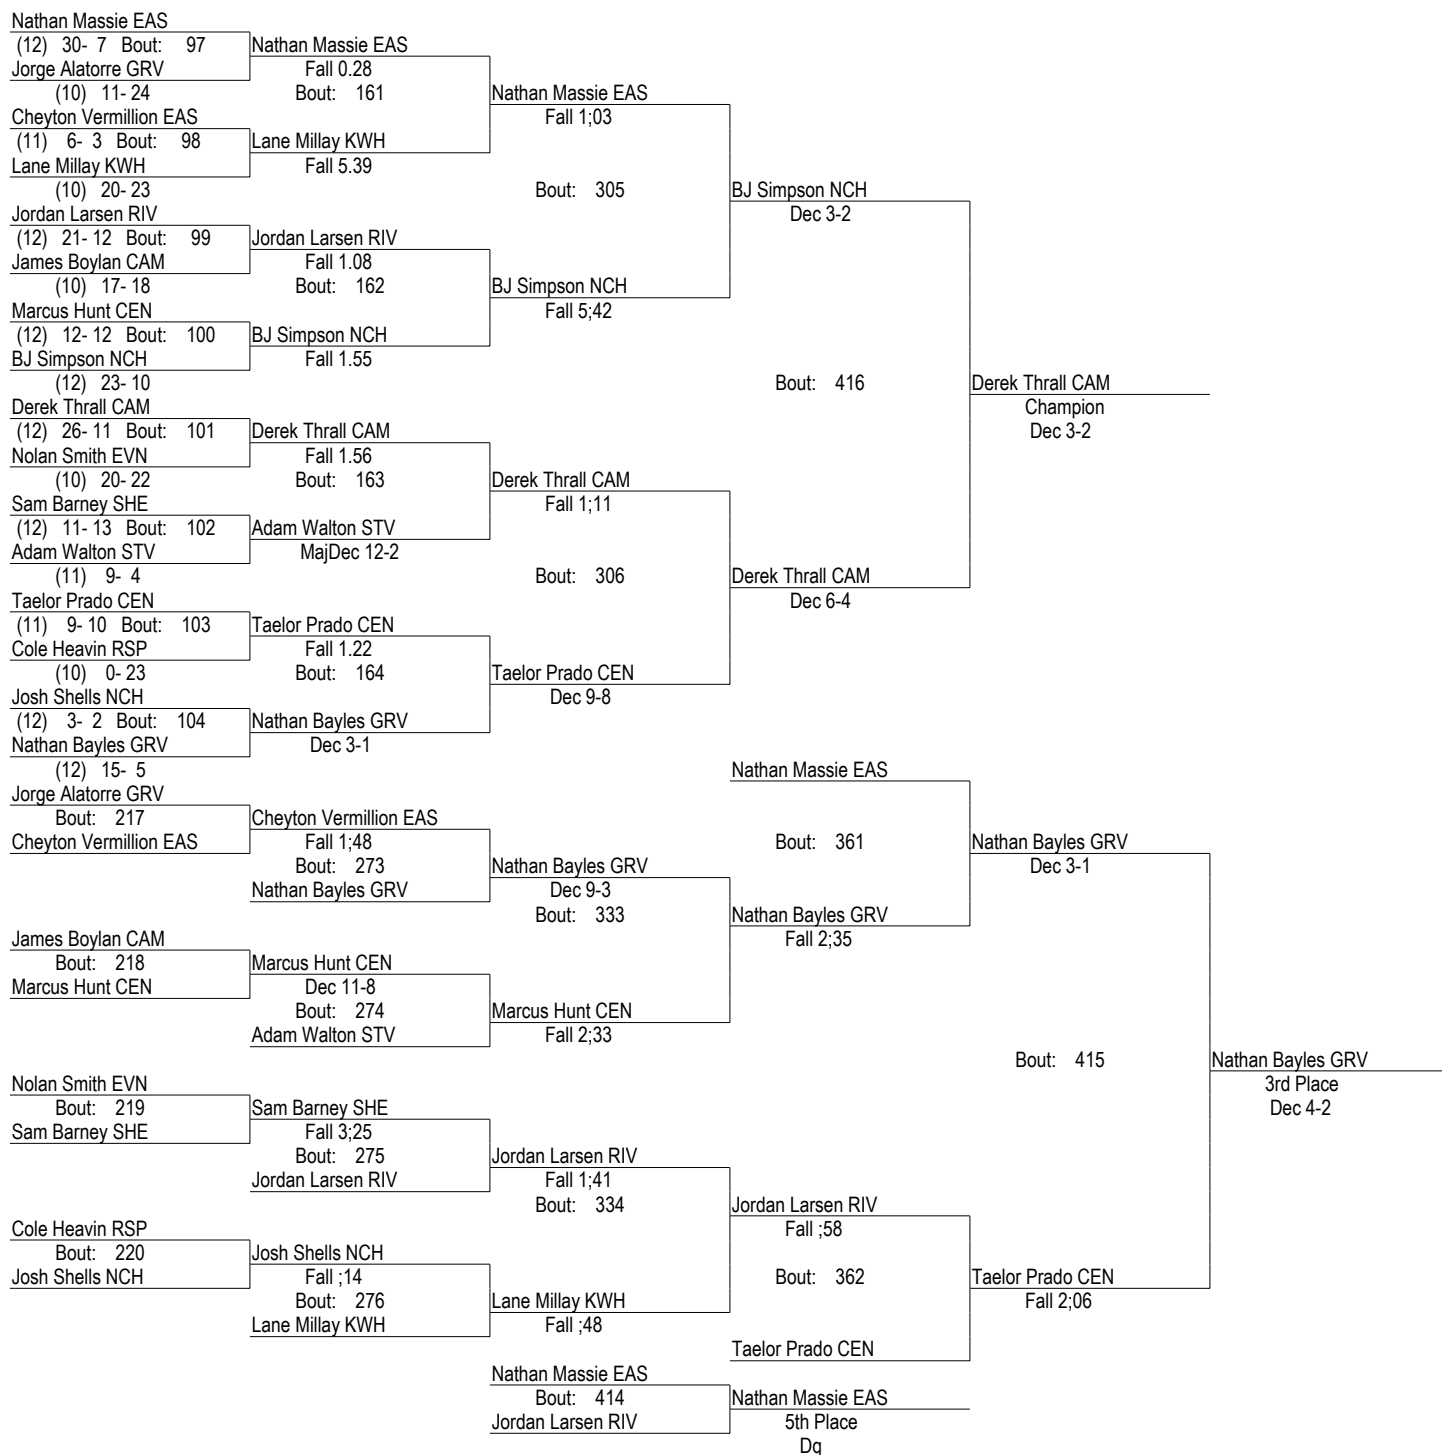 Nathan Massie EAS
(12) 30- 7 Bout: 97
Nathan Massie EAS
Jorge Alatorre GRV
Fall 0.28
(10) 11- 24
Bout: 161
Nathan Massie EAS
Cheyton Vermillion EAS
Fall 1;03
(11) 6- 3 Bout: 98
Lane Millay KWH
Lane Millay KWH
Fall 5.39
(10) 20- 23
Bout: 305
BJ Simpson NCH
Jordan Larsen RIV
Dec 3-2
(12) 21- 12 Bout: 99
Jordan Larsen RIV
James Boylan CAM
Fall 1.08
(10) 17- 18
Bout: 162
BJ Simpson NCH
Marcus Hunt CEN
Fall 5;42
(12) 12- 12 Bout: 100
BJ Simpson NCH
BJ Simpson NCH
Fall 1.55
(12) 23- 10
Bout: 416
Derek Thrall CAM
Derek Thrall CAM
Champion
(12) 26- 11 Bout: 101
Derek Thrall CAM
Dec 3-2
Nolan Smith EVN
Fall 1.56
(10) 20- 22
Bout: 163
Derek Thrall CAM
Sam Barney SHE
Fall 1;11
(12) 11- 13 Bout: 102
Adam Walton STV
Adam Walton STV
MajDec 12-2
(11) 9- 4
Bout: 306
Derek Thrall CAM
Taelor Prado CEN
Dec 6-4
(11) 9- 10 Bout: 103
Taelor Prado CEN
Cole Heavin RSP
Fall 1.22
(10) 0- 23
Bout: 164
Taelor Prado CEN
Josh Shells NCH
Dec 9-8
(12) 3- 2 Bout: 104
Nathan Bayles GRV
Nathan Bayles GRV
Dec 3-1
(12) 15- 5
Nathan Massie EAS
Jorge Alatorre GRV
Bout: 217
Cheyton Vermillion EAS
Cheyton Vermillion EAS
Fall 1;48
Bout: 361
Nathan Bayles GRV
Bout: 273
Nathan Bayles GRV
Dec 3-1
Nathan Bayles GRV
Dec 9-3
Bout: 333
Nathan Bayles GRV
James Boylan CAM
Fall 2;35
Bout: 218
Marcus Hunt CEN
Marcus Hunt CEN
Dec 11-8
Bout: 274
Marcus Hunt CEN
Adam Walton STV
Fall 2;33
Bout: 415
Nathan Bayles GRV
Nolan Smith EVN
3rd Place
Bout: 219
Sam Barney SHE
Dec 4-2
Sam Barney SHE
Fall 3;25
Bout: 275
Jordan Larsen RIV
Jordan Larsen RIV
Fall 1;41
Bout: 334
Jordan Larsen RIV
Cole Heavin RSP
Fall ;58
Bout: 220
Josh Shells NCH
Josh Shells NCH
Fall ;14
Bout: 362
Taelor Prado CEN
Bout: 276
Lane Millay KWH
Fall 2;06
Lane Millay KWH
Fall ;48
Taelor Prado CEN
Nathan Massie EAS
Bout: 414
Nathan Massie EAS
Jordan Larsen RIV
5th Place
Dq